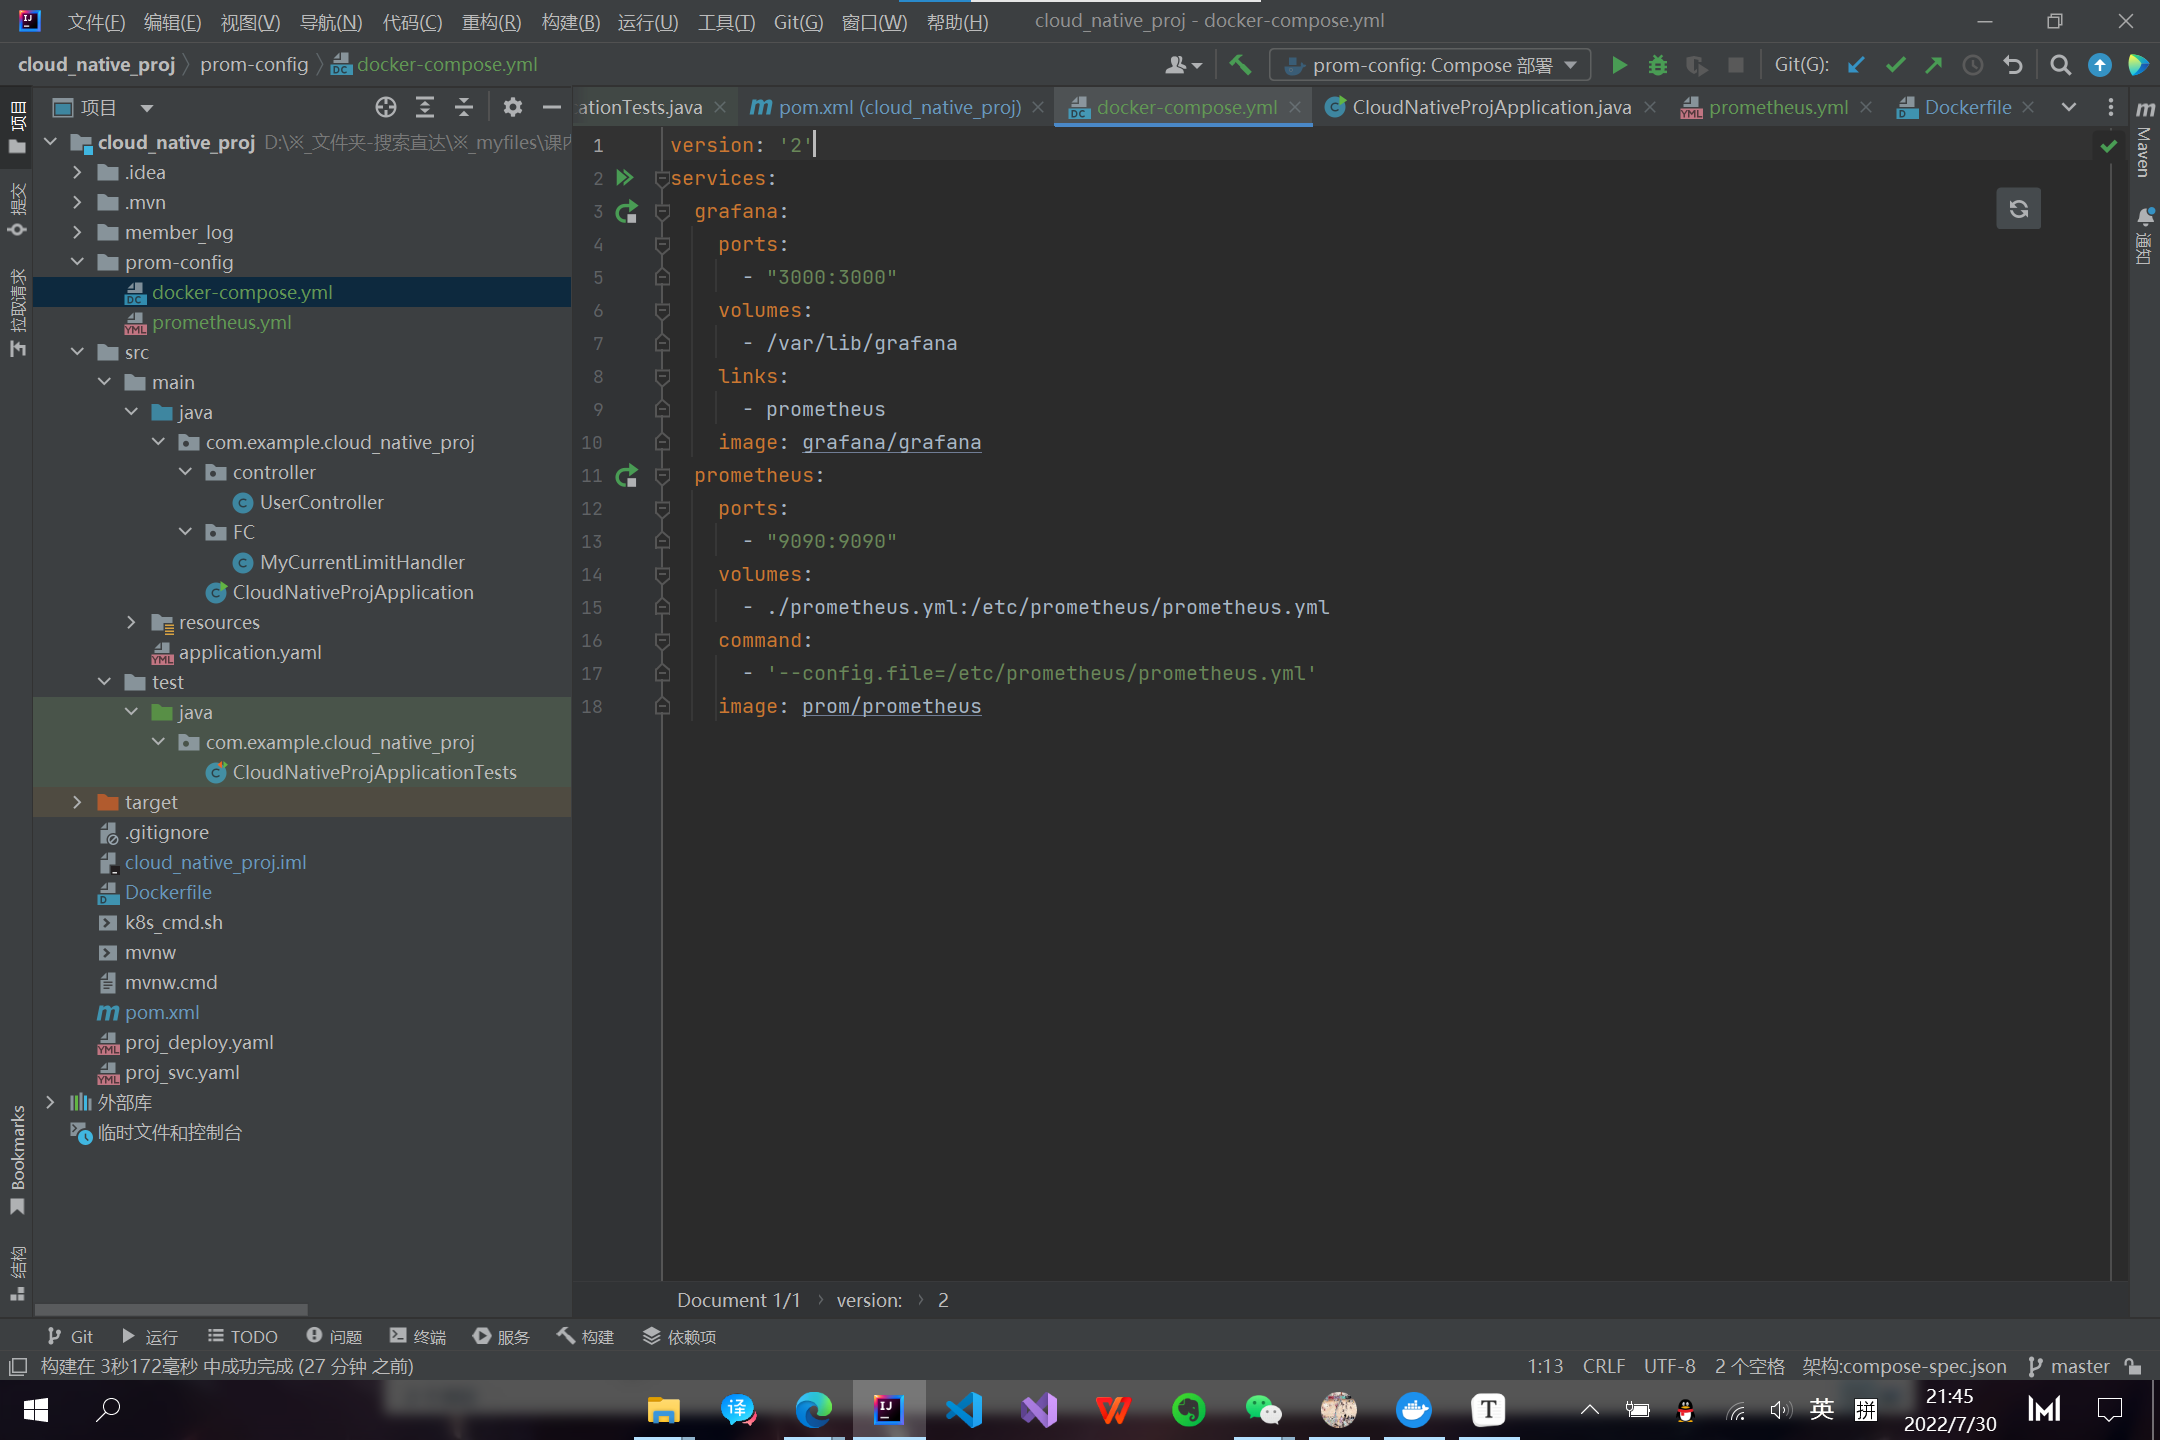 文件(F) 编辑(E) 视图(V) 导航(N) 代码(C) 重构(R) 构建(B) 运行(U) 工具(T) Git(G) 窗口(W) 帮助(H) cloud_native_proj - docker-compose.yml
cloud_native_proj prom-config docker-compose.yml prom-config: Compose 部署 Git(G):
项目 ationTests.java pom.xml (cloud_native_proj) docker-compose.yml CloudNativeProjApplication.java prometheus.yml Dockerfile
项目
提交
拉取请求
Bookmarks
结构
cloud_native_proj D:\※_文件夹-搜索直达\※_myfiles\课内
.idea
.mvn
member_log
prom-config
docker-compose.yml
prometheus.yml
src
main
java
com.example.cloud_native_proj
controller
UserController
FC
MyCurrentLimitHandler
CloudNativeProjApplication
resources
application.yaml
test
java
com.example.cloud_native_proj
CloudNativeProjApplicationTests
target
.gitignore
cloud_native_proj.iml
Dockerfile
k8s_cmd.sh
mvnw
mvnw.cmd
pom.xml
proj_deploy.yaml
proj_svc.yaml
外部库
临时文件和控制台
1 version: '2'
2 services:
3 grafana:
4 ports:
5 - "3000:3000"
6 volumes:
7 - /var/lib/grafana
8 links:
9 - prometheus
10 image: grafana/grafana
11 prometheus:
12 ports:
13 - "9090:9090"
14 volumes:
15 - ./prometheus.yml:/etc/prometheus/prometheus.yml
16 command:
17 - '--config.file=/etc/prometheus/prometheus.yml'
18 image: prom/prometheus
Maven
通知
Document 1/1 › version: › 2
Git 运行 TODO 问题 终端 服务 构建 依赖项
构建在 3秒172毫秒 中成功完成 (27 分钟 之前) 1:13 CRLF UTF-8 2 个空格 架构:compose-spec.json master
英 拼 21:45
2022/7/30